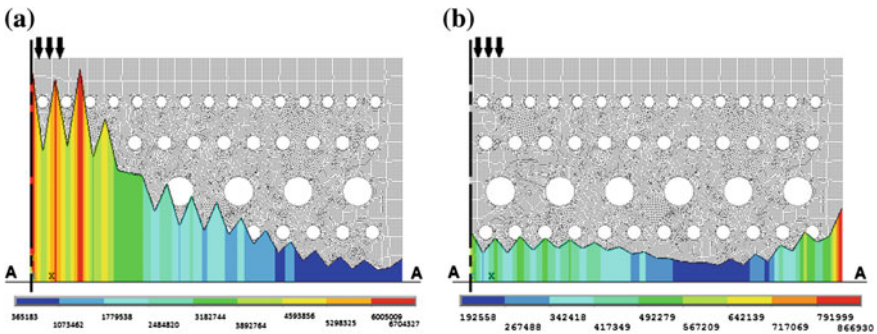 (a)
(b)
A
x
A
A
x
A
365183
1073462
1779538
2484820
3182744
3892764
4593856
5298325
6005009
6704327
192558
267488
342418
417349
492279
567209
642139
717069
791999
866930